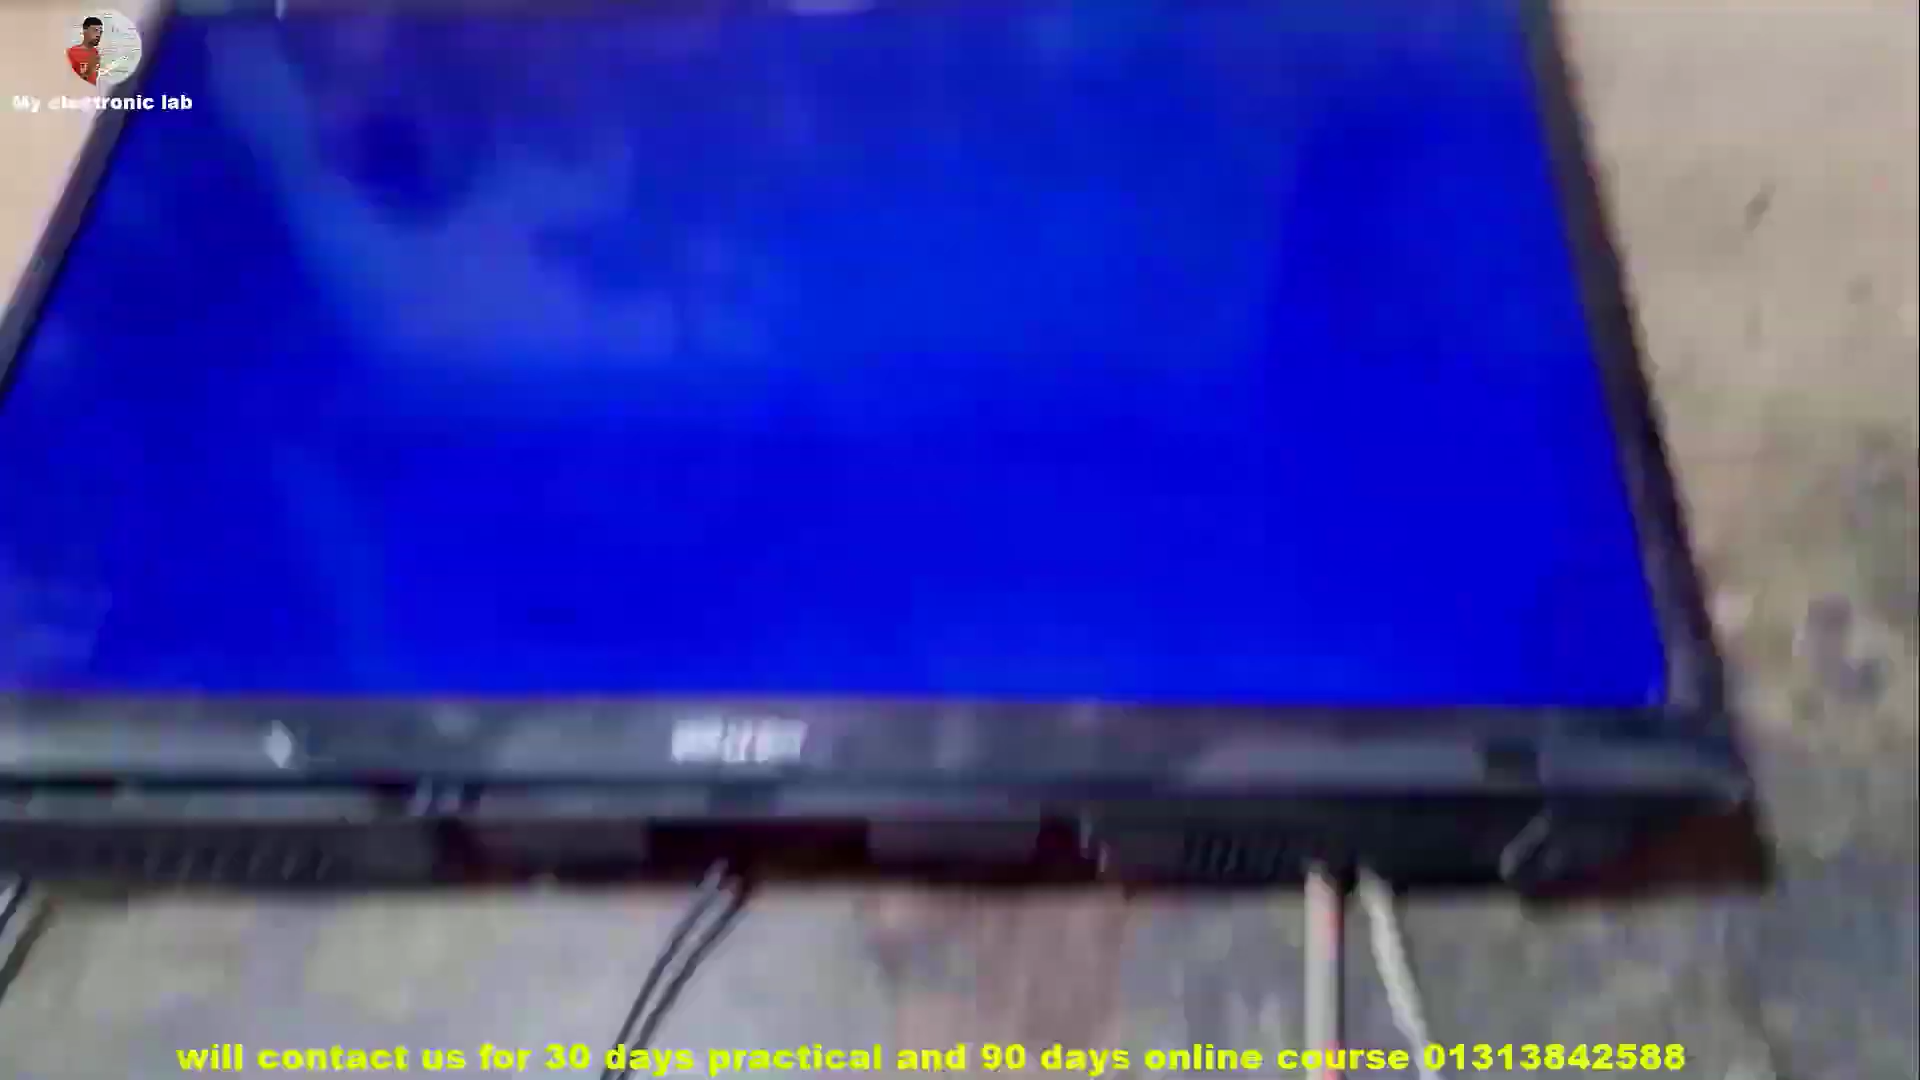 My electronic lab
will contact us for 30 days practical and 90 days online course 01313842588